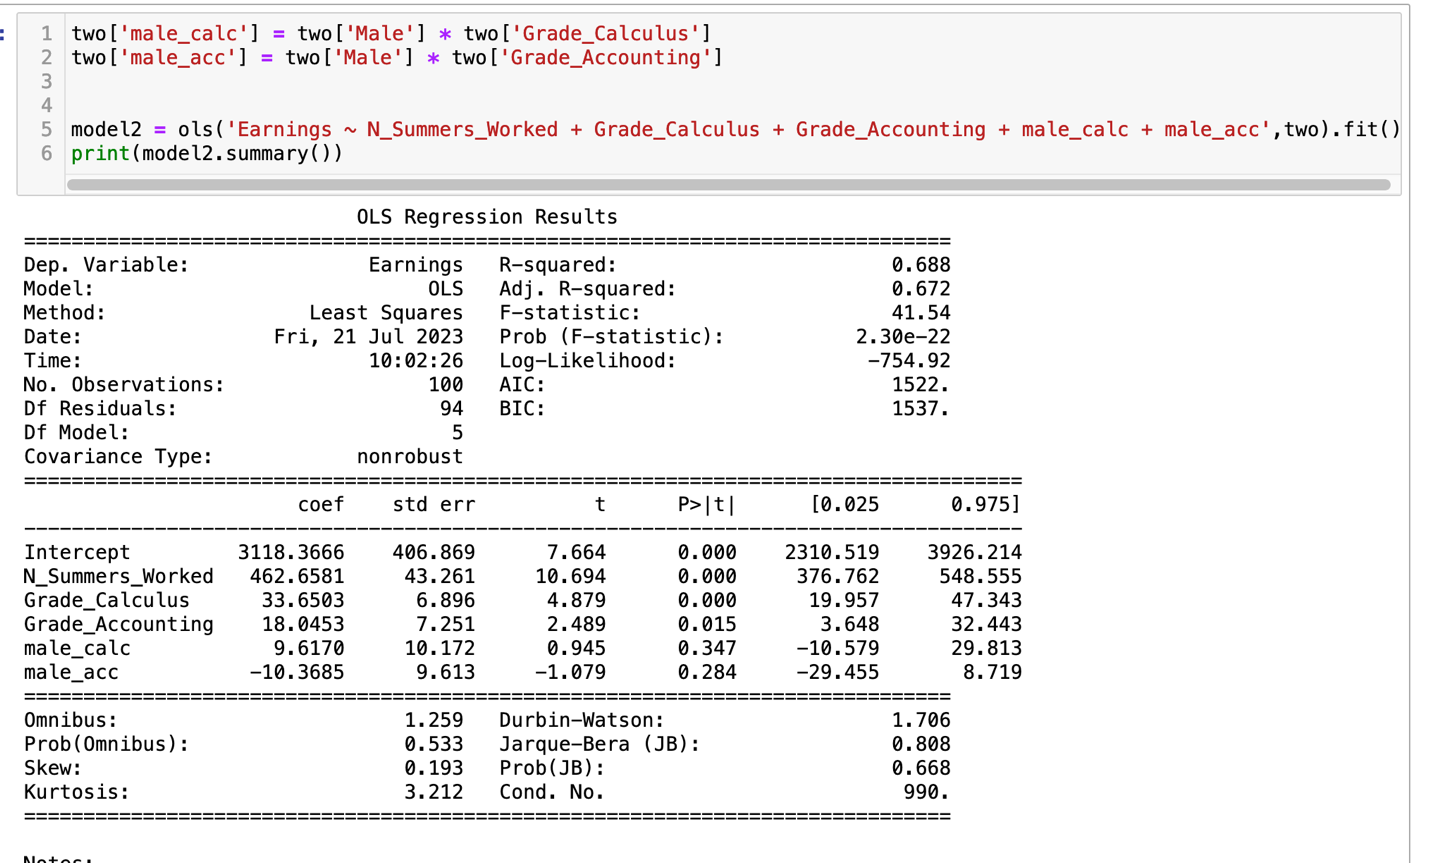 1 two['male_calc'] = two['Male'] * two['Grade_Calculus']
2 two['male_acc'] = two['Male'] * two['Grade_Accounting']
3
4
5 model2 = ols('Earnings ~ N_Summers_Worked + Grade_Calculus + Grade_Accounting + male_calc + male_acc',two).fit()
6 print(model2.summary())
OLS Regression Results
==============================================================================
Dep. Variable: Earnings R-squared: 0.688
Model: OLS Adj. R-squared: 0.672
Method: Least Squares F-statistic: 41.54
Date: Fri, 21 Jul 2023 Prob (F-statistic): 2.30e-22
Time: 10:02:26 Log-Likelihood: -754.92
No. Observations: 100 AIC: 1522.
Df Residuals: 94 BIC: 1537.
Df Model: 5
Covariance Type: nonrobust
====================================================================================
coef std err t P>|t| [0.025 0.975]
------------------------------------------------------------------------------------
Intercept 3118.3666 406.869 7.664 0.000 2310.519 3926.214
N_Summers_Worked 462.6581 43.261 10.694 0.000 376.762 548.555
Grade_Calculus 33.6503 6.896 4.879 0.000 19.957 47.343
Grade_Accounting 18.0453 7.251 2.489 0.015 3.648 32.443
male_calc 9.6170 10.172 0.945 0.347 -10.579 29.813
male_acc -10.3685 9.613 -1.079 0.284 -29.455 8.719
==============================================================================
Omnibus: 1.259 Durbin-Watson: 1.706
Prob(Omnibus): 0.533 Jarque-Bera (JB): 0.808
Skew: 0.193 Prob(JB): 0.668
Kurtosis: 3.212 Cond. No. 990.
==============================================================================
Notes: